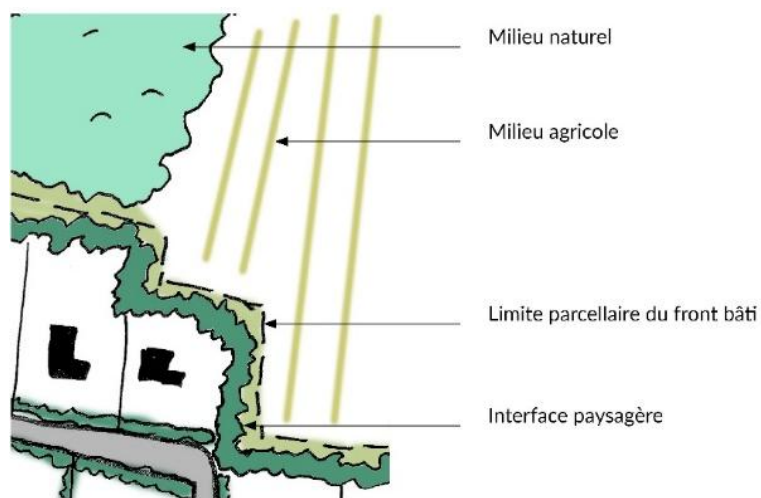 Milieu naturel
Milieu agricole
Limite parcellaire du front bâti
Interface paysagère